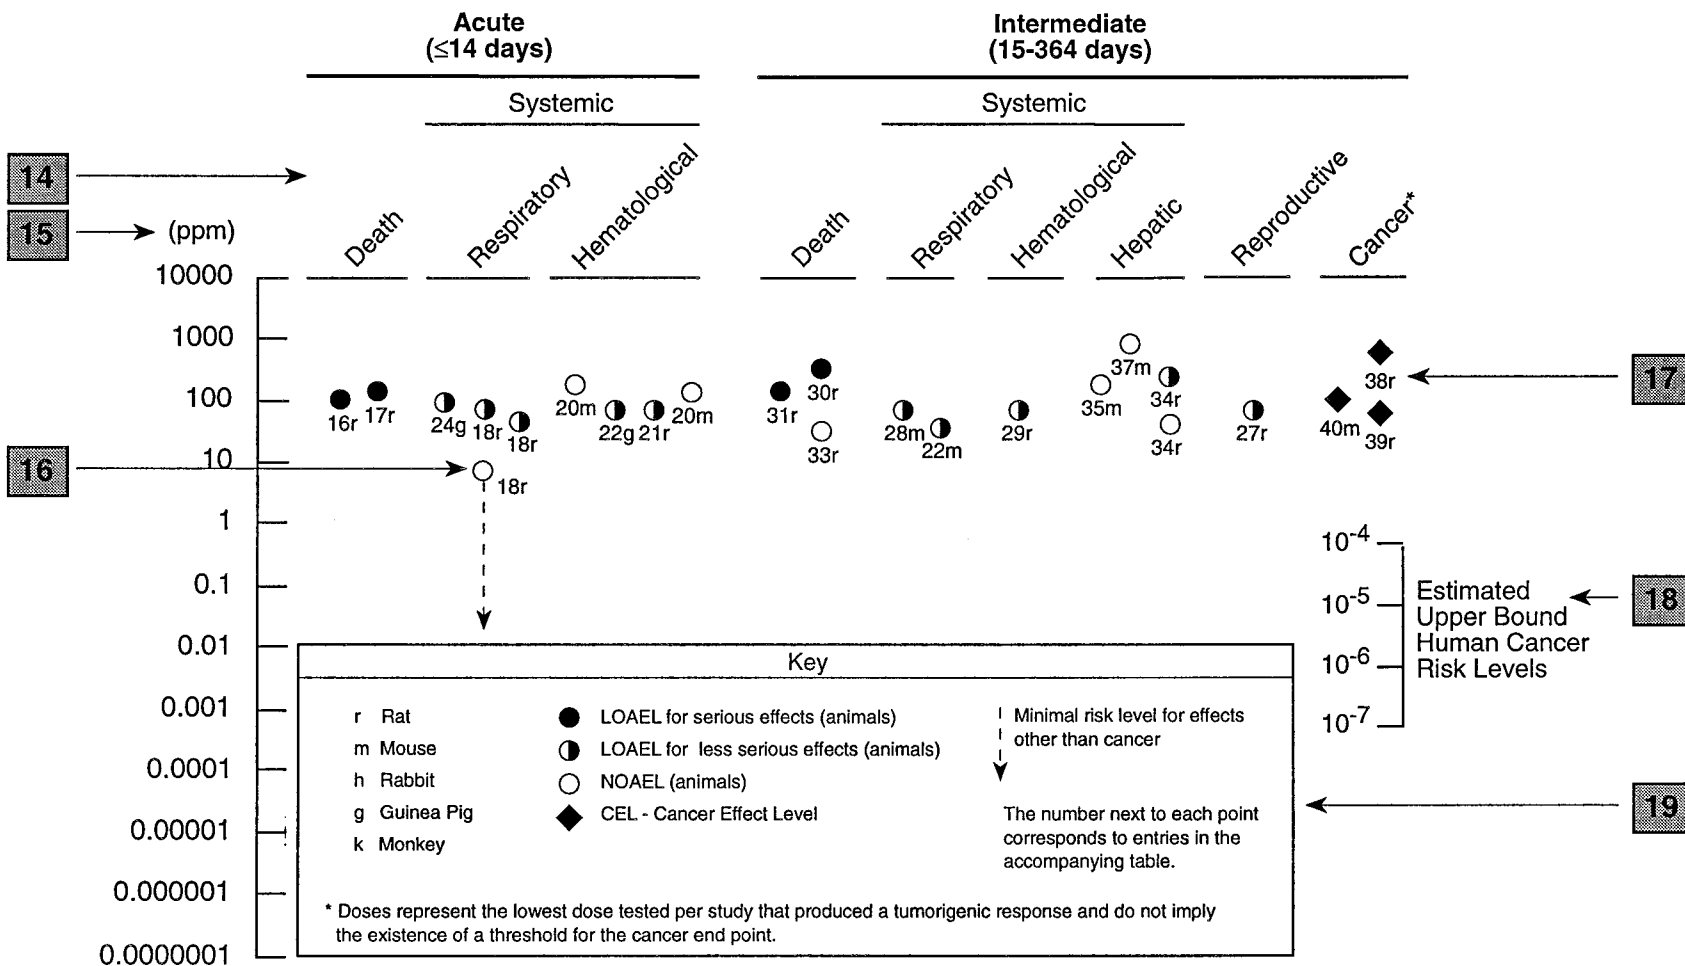 Acute
(≤14 days)
Intermediate
(15-364 days)
Systemic
Systemic
14
15
(ppm)
Death
Respiratory
Hematological
Death
Respiratory
Hematological
Hepatic
Reproductive
Cancer*
10000
1000
100
10
1
0.1
0.01
0.001
0.0001
0.00001
0.000001
0.0000001
16r
17r
24g
18r
18r
18r
20m
22g
21r
20m
31r
30r
33r
28m
22m
29r
35m
37m
34r
34r
27r
40m
38r
39r
16
17
18
19
10-4
10-5
10-6
10-7
Estimated
Upper Bound
Human Cancer
Risk Levels
Key
r Rat
m Mouse
h Rabbit
g Guinea Pig
k Monkey
LOAEL for serious effects (animals)
LOAEL for less serious effects (animals)
NOAEL (animals)
CEL - Cancer Effect Level
Minimal risk level for effects
other than cancer
The number next to each point
corresponds to entries in the
accompanying table.
* Doses represent the lowest dose tested per study that produced a tumorigenic response and do not imply
the existence of a threshold for the cancer end point.